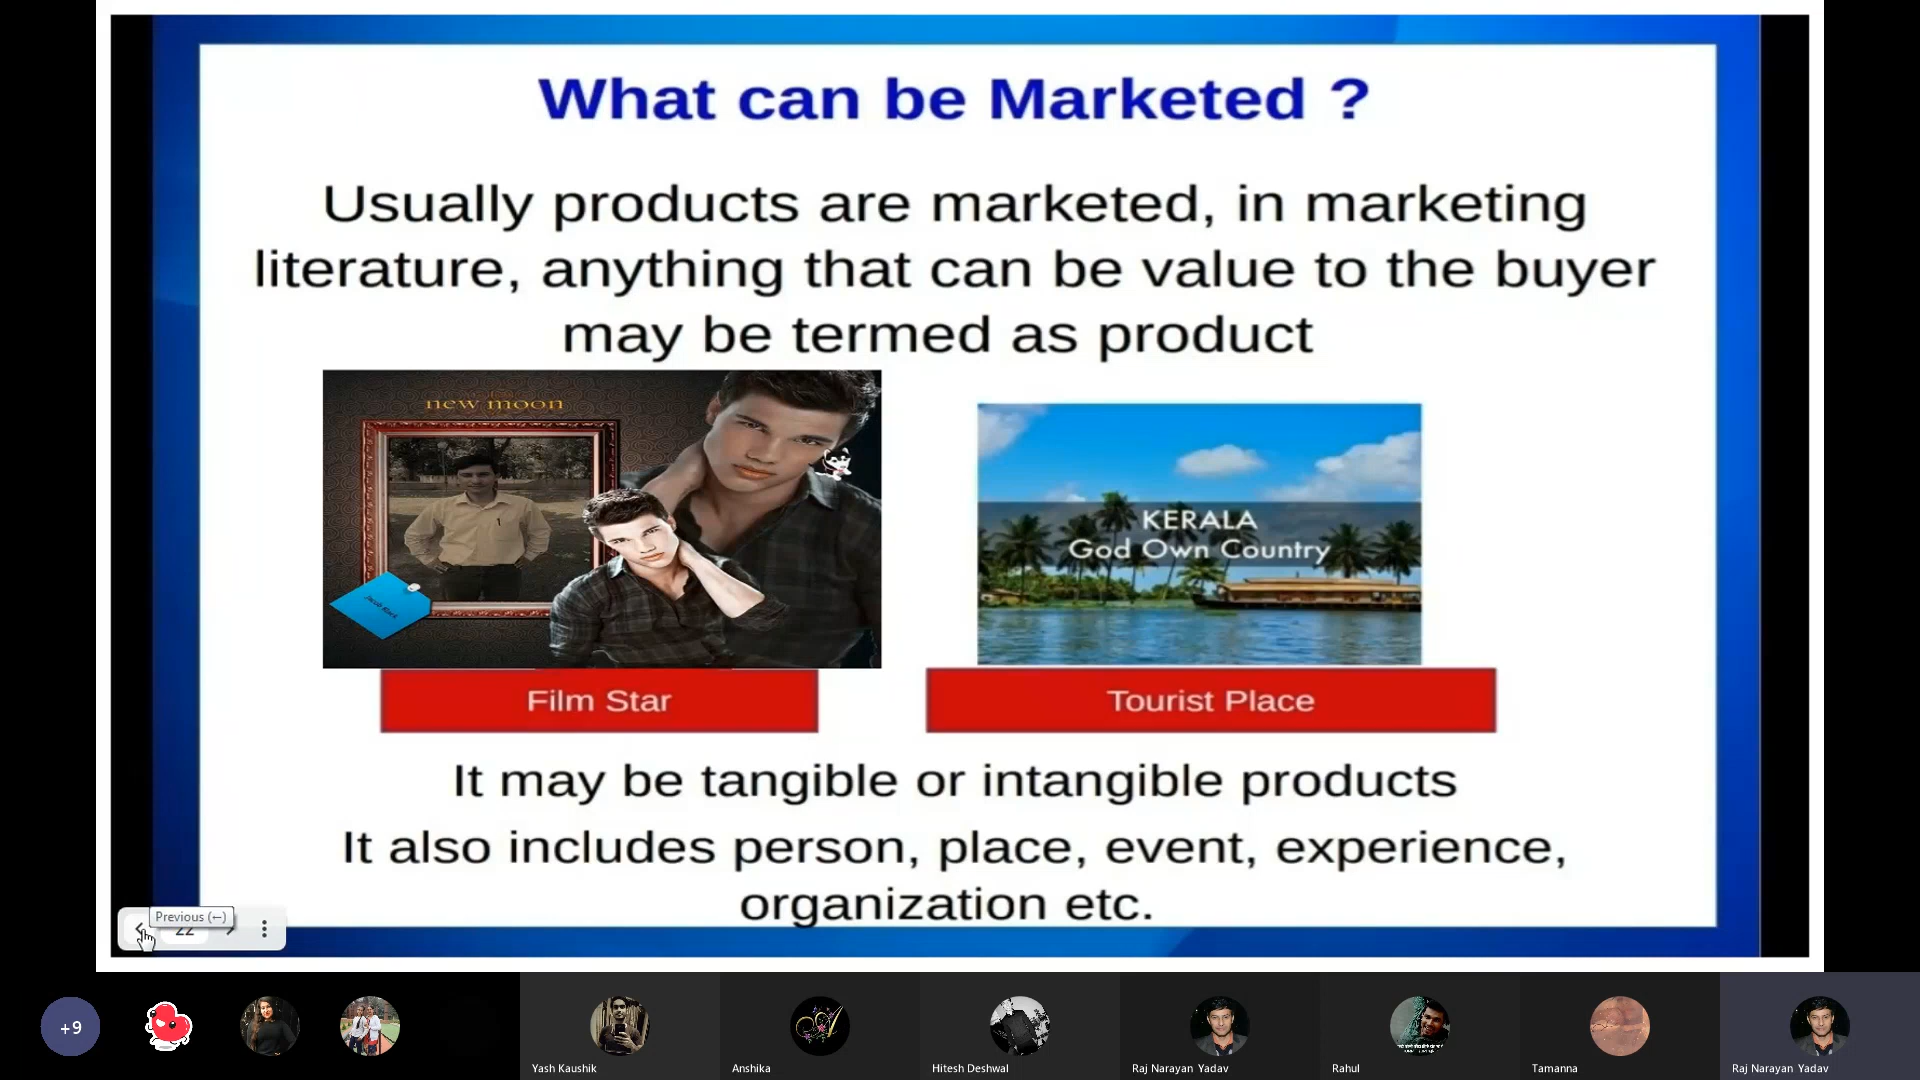 What can be Marketed ?
Usually products are marketed, in marketing
literature, anything that can be value to the buyer
may be termed as product
new moon
KERALA
God Own Country
Film Star
Tourist Place
It may be tangible or intangible products
It also includes person, place, event, experience,
organization etc.
Previous (←)
22
+9
Yash Kaushik
Anshika
Hitesh Deshwal
Raj Narayan Yadav
Rahul
Tamanna
Raj Narayan Yadav